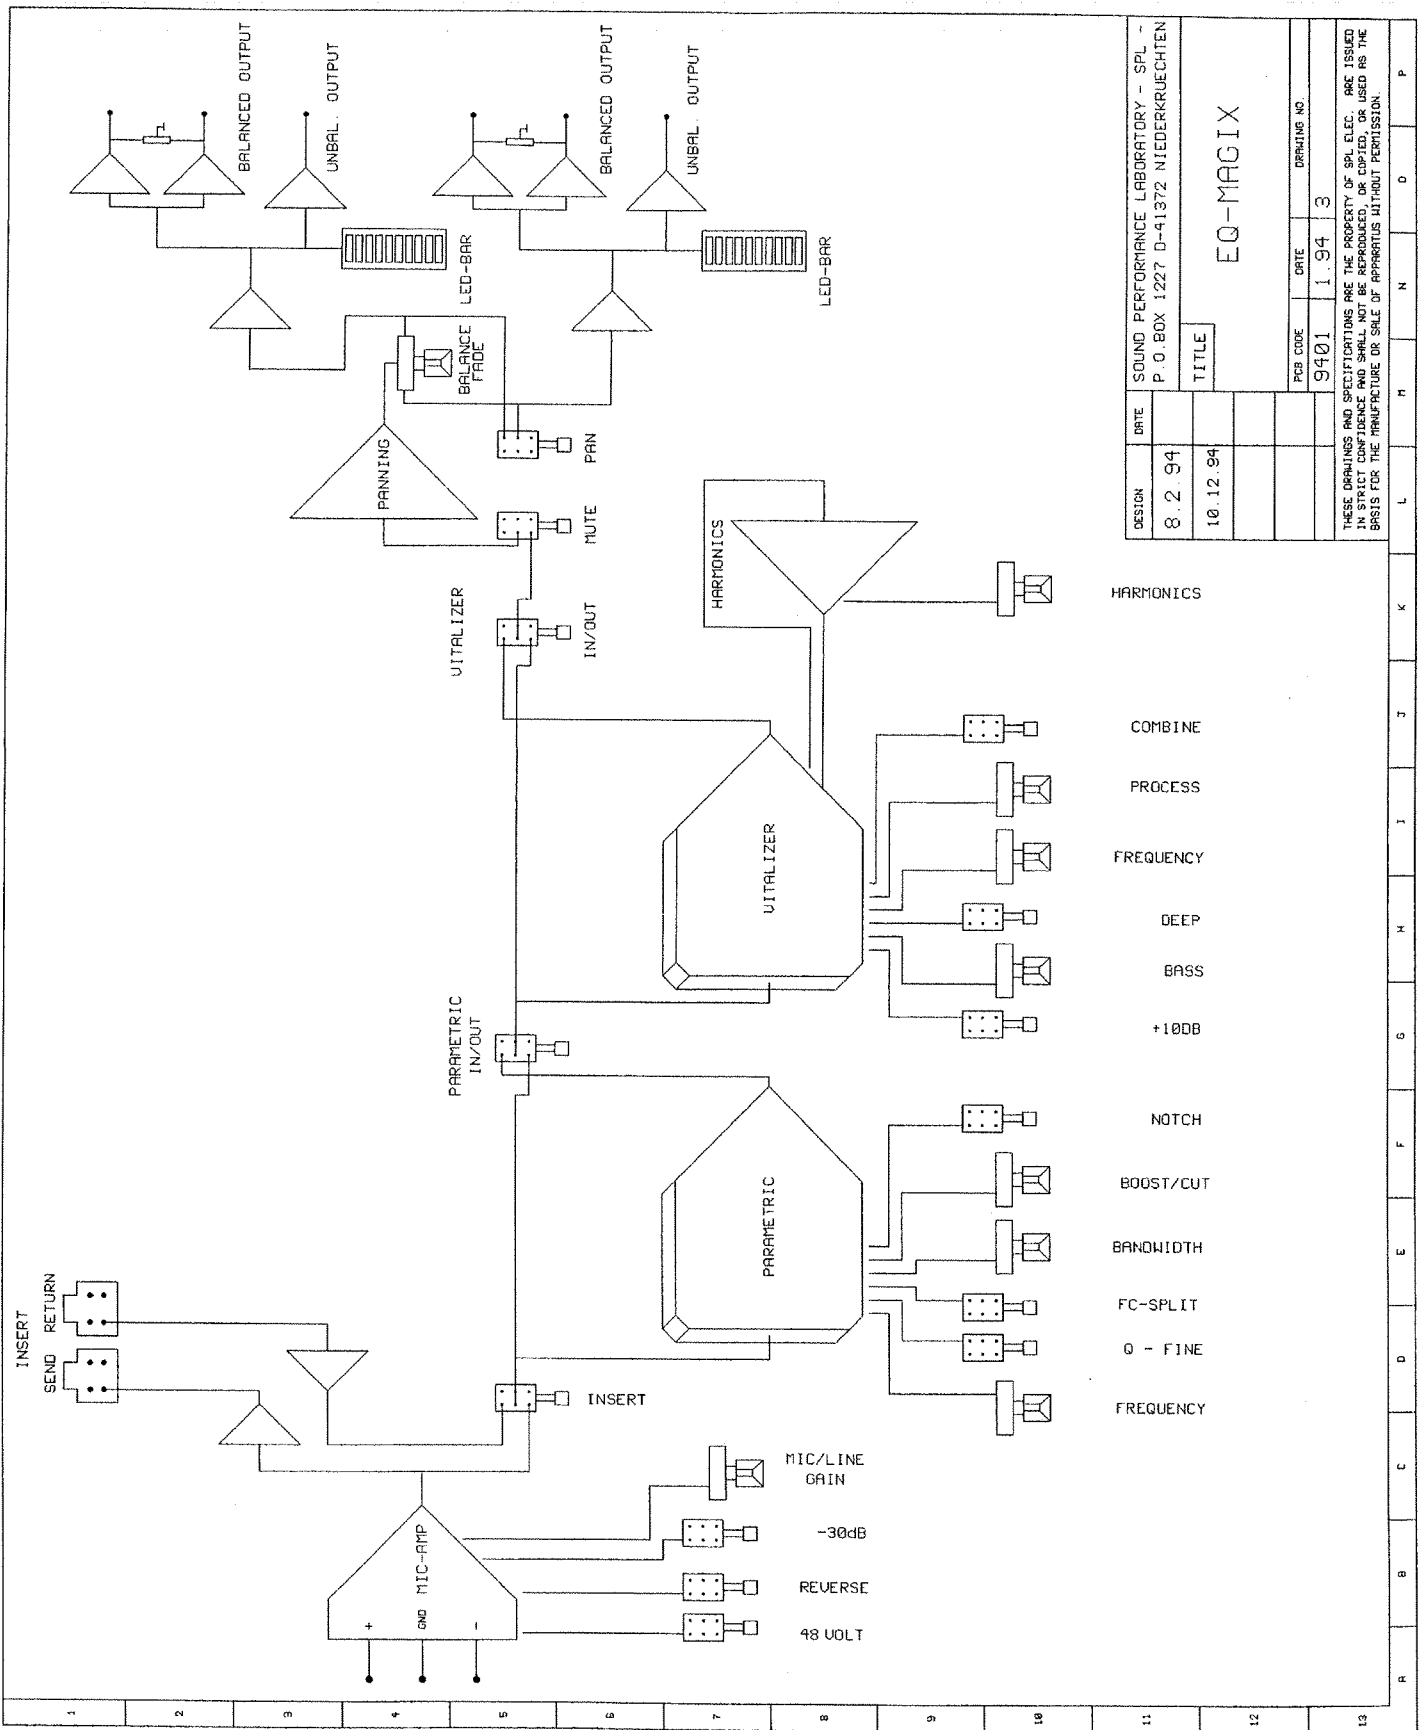 INSERT
SEND RETURN
+
GND
-
MIC-AMP
48 VOLT
REVERSE
-30dB
MIC/LINE
GAIN
INSERT
PARAMETRIC
IN/OUT
PARAMETRIC
FREQUENCY
Q - FINE
FC-SPLIT
BANDWIDTH
BOOST/CUT
NOTCH
VITALIZER
+10DB
BASS
DEEP
FREQUENCY
PROCESS
COMBINE
VITALIZER
IN/OUT
HARMONICS
HARMONICS
MUTE
PAN
PANNING
BALANCE
FADE
LED-BAR
LED-BAR
BALANCED OUTPUT
UNBAL. OUTPUT
BALANCED OUTPUT
UNBAL. OUTPUT
DESIGN
DATE
8.2.94
10.12.94
SOUND PERFORMANCE LABORATORY - SPL -
P.O.BOX 1227 D-41372 NIEDERKRUECHTEN
TITLE
EQ-MAGIX
PCB CODE
DATE
DRAWING NO.
9401
1.94
3
THESE DRAWINGS AND SPECIFICATIONS ARE THE PROPERTY OF SPL ELEC. ARE ISSUED
IN STRICT CONFIDENCE AND SHALL NOT BE REPRODUCED, OR COPIED, OR USED AS THE
BASIS FOR THE MANUFACTURE OR SALE OF APPARATUS WITHOUT PERMISSION.
1
2
3
4
5
6
7
8
9
10
11
12
13
A
B
C
D
E
F
G
H
I
J
K
L
M
N
O
P